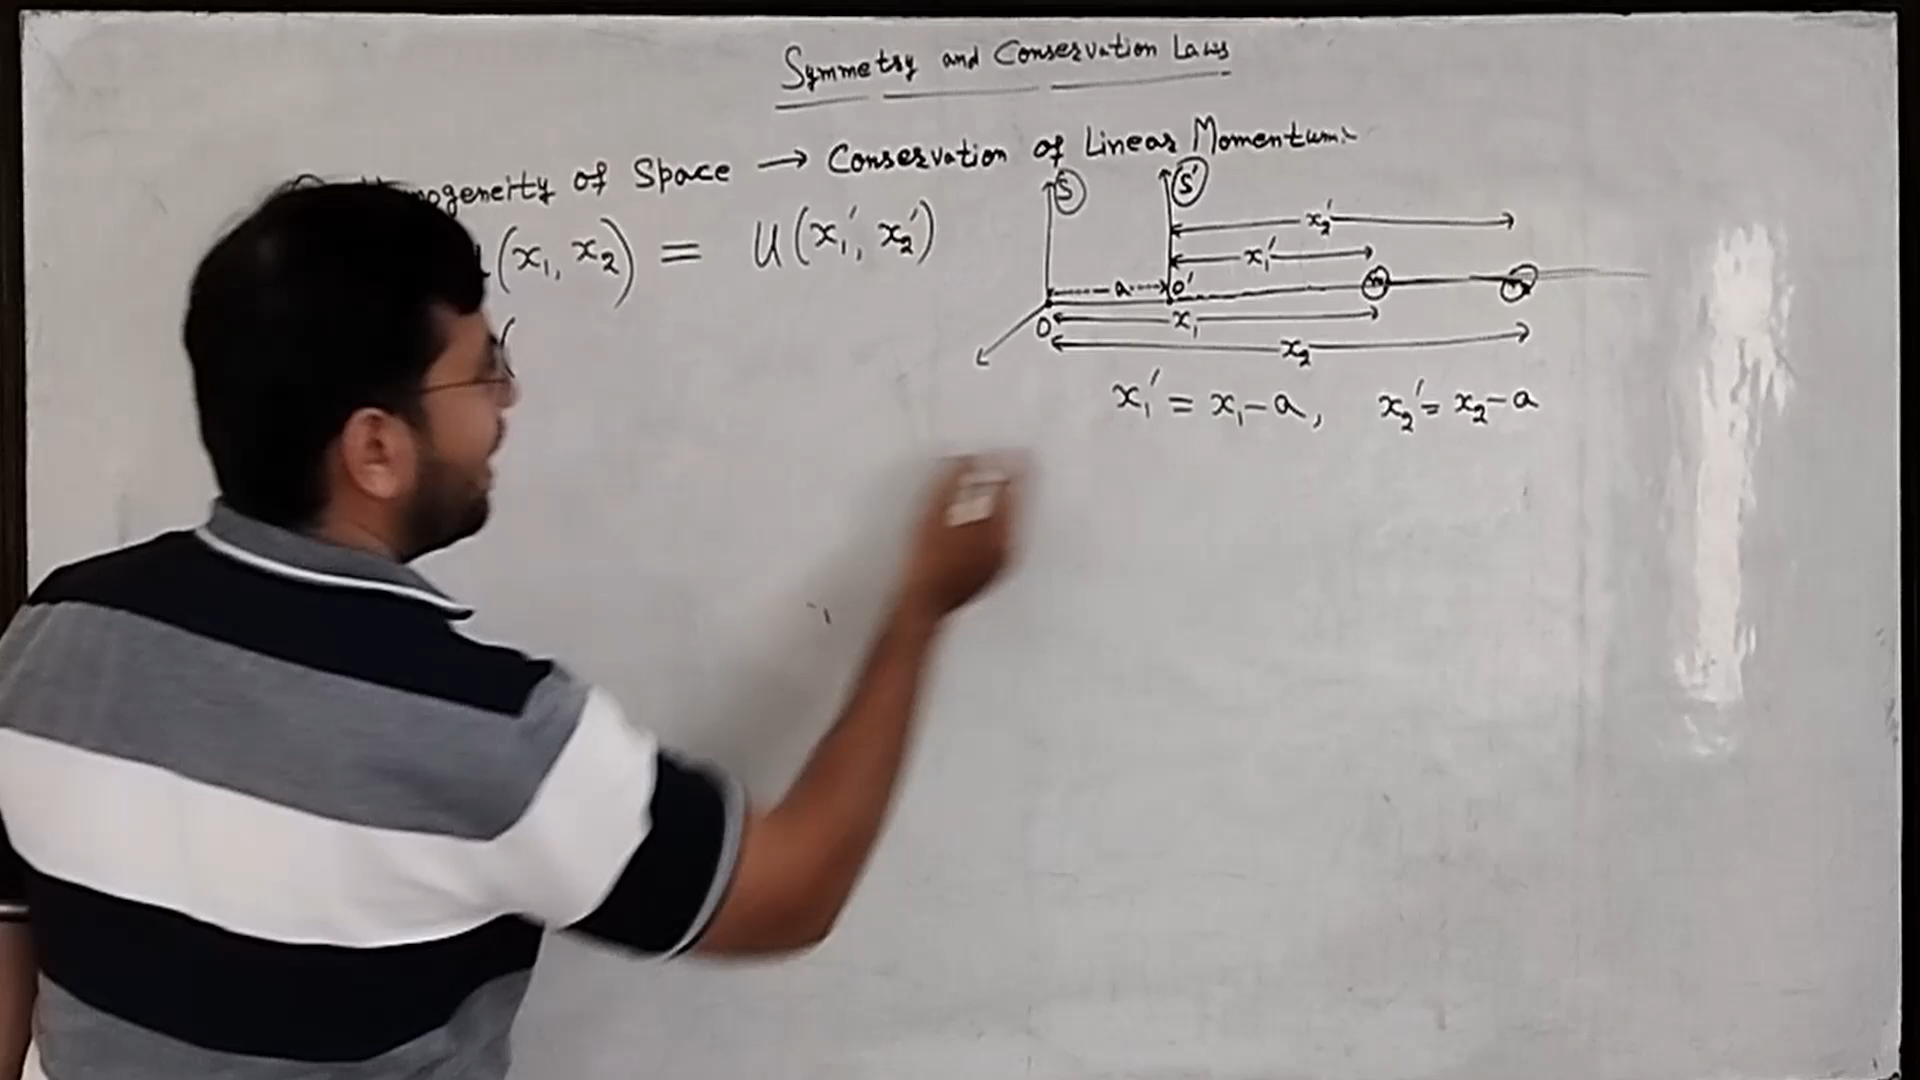 Symmetry and Conservation Laws
ogeneity of Space → Conservation of Linear Momentum:-
(x₁, x₂) = U(x₁′, x₂′)
S S′
x₂′
x₁′
a O′
O x₁
x₂
x₁′ = x₁-a, x₂′= x₂-a